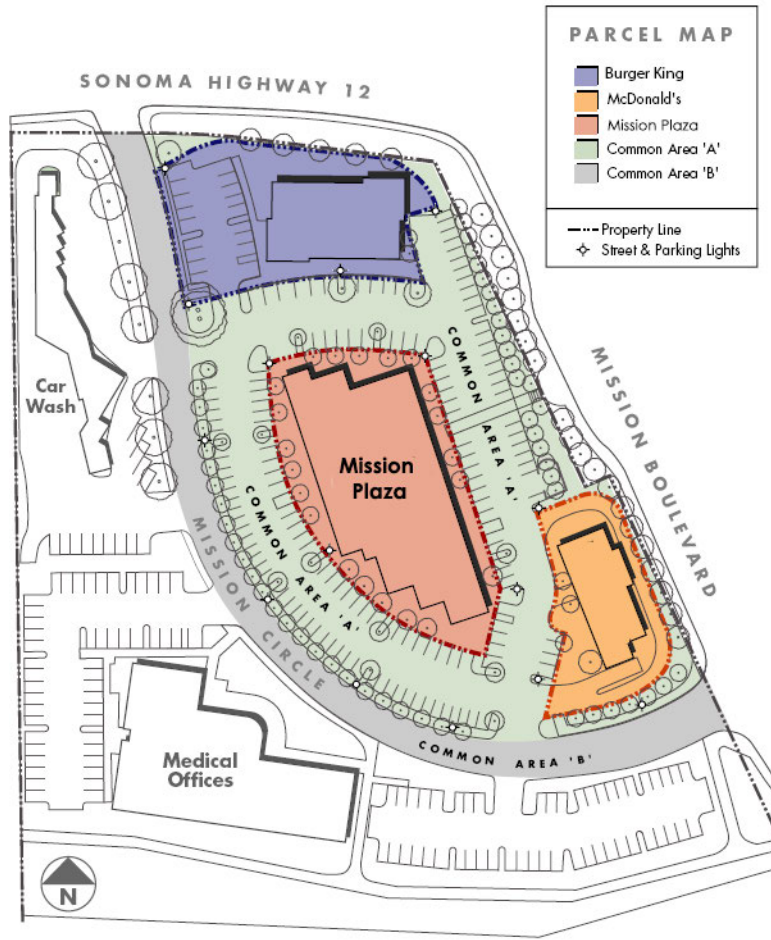 PARCEL MAP
Burger King
McDonald's
Mission Plaza
Common Area 'A'
Common Area 'B'
Property Line
Street & Parking Lights
SONOMA HIGHWAY 12
MISSION BOULEVARD
COMMON AREA 'A'
Car
Wash
Mission
Plaza
COMMON AREA 'A'
MISSION CIRCLE
COMMON AREA 'B'
Medical
Offices
N